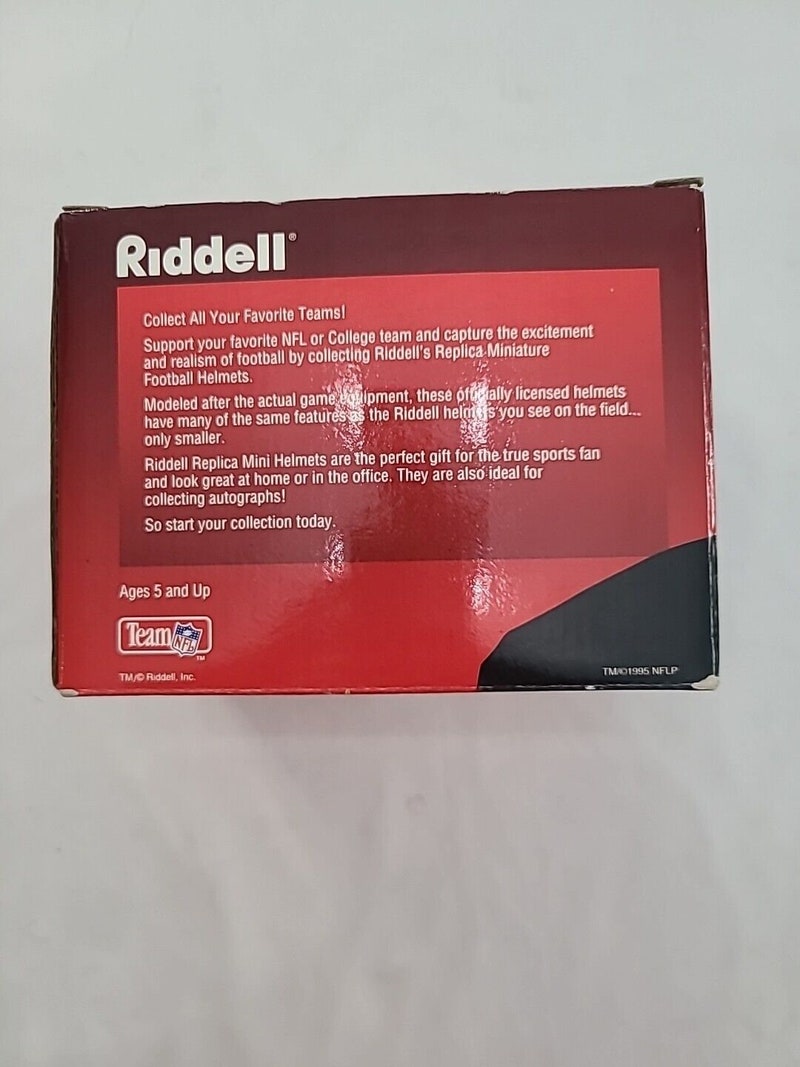 Riddell®
Collect All Your Favorite Teams!
Support your favorite NFL or College team and capture the excitement
and realism of football by collecting Riddell's Replica Miniature
Football Helmets.
Modeled after the actual game equipment, these officially licensed helmets
have many of the same features as the Riddell helmets you see on the field...
only smaller.
Riddell Replica Mini Helmets are the perfect gift for the true sports fan
and look great at home or in the office. They are also ideal for
collecting autographs!
So start your collection today.
Ages 5 and Up
Team NFL TM
TM/© Riddell, Inc.
TM/©1995 NFLP